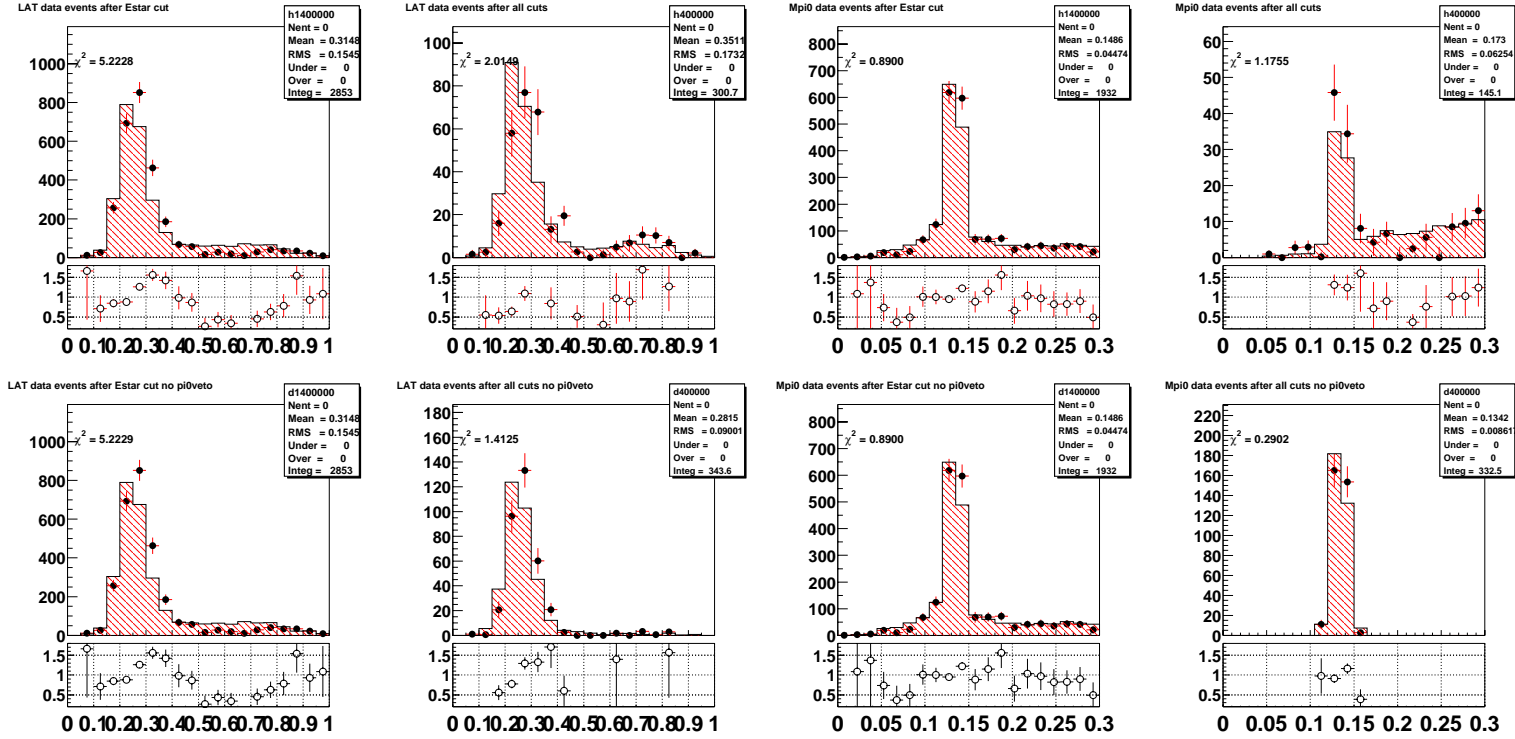 LAT data events after Estar cut
h1400000
Nent = 0
Mean = 0.3148
RMS = 0.1545
Under = 0
Over = 0
Integ = 2853
χ² = 5.2228
1000
800
600
400
200
0
1.5
1
0.5
0 0.1 0.2 0.3 0.4 0.5 0.6 0.7 0.8 0.9 1
LAT data events after all cuts
h400000
Nent = 0
Mean = 0.3511
RMS = 0.1732
Under = 0
Over = 0
Integ = 300.7
χ² = 2.0149
100
80
60
40
20
0
1.5
1
0.5
0 0.1 0.2 0.3 0.4 0.5 0.6 0.7 0.8 0.9 1
Mpi0 data events after Estar cut
h1400000
Nent = 0
Mean = 0.1486
RMS = 0.04474
Under = 0
Over = 0
Integ = 1932
χ² = 0.8900
800
700
600
500
400
300
200
100
0
1.5
1
0.5
0 0.05 0.1 0.15 0.2 0.25 0.3
Mpi0 data events after all cuts
h400000
Nent = 0
Mean = 0.173
RMS = 0.06254
Under = 0
Over = 0
Integ = 145.1
χ² = 1.1755
60
50
40
30
20
10
0
1.5
1
0.5
0 0.05 0.1 0.15 0.2 0.25 0.3
LAT data events after Estar cut no pi0veto
d1400000
Nent = 0
Mean = 0.3148
RMS = 0.1545
Under = 0
Over = 0
Integ = 2853
χ² = 5.2229
1000
800
600
400
200
0
1.5
1
0.5
0 0.1 0.2 0.3 0.4 0.5 0.6 0.7 0.8 0.9 1
LAT data events after all cuts no pi0veto
d400000
Nent = 0
Mean = 0.2815
RMS = 0.09001
Under = 0
Over = 0
Integ = 343.6
χ² = 1.4125
180
160
140
120
100
80
60
40
20
0
1.5
1
0.5
0 0.1 0.2 0.3 0.4 0.5 0.6 0.7 0.8 0.9 1
Mpi0 data events after Estar cut no pi0veto
d1400000
Nent = 0
Mean = 0.1486
RMS = 0.04474
Under = 0
Over = 0
Integ = 1932
χ² = 0.8900
800
700
600
500
400
300
200
100
0
1.5
1
0.5
0 0.05 0.1 0.15 0.2 0.25 0.3
Mpi0 data events after all cuts no pi0veto
d400000
Nent = 0
Mean = 0.1342
RMS = 0.008617
Under = 0
Over = 0
Integ = 332.5
χ² = 0.2902
220
200
180
160
140
120
100
80
60
40
20
0
1.5
1
0.5
0 0.05 0.1 0.15 0.2 0.25 0.3